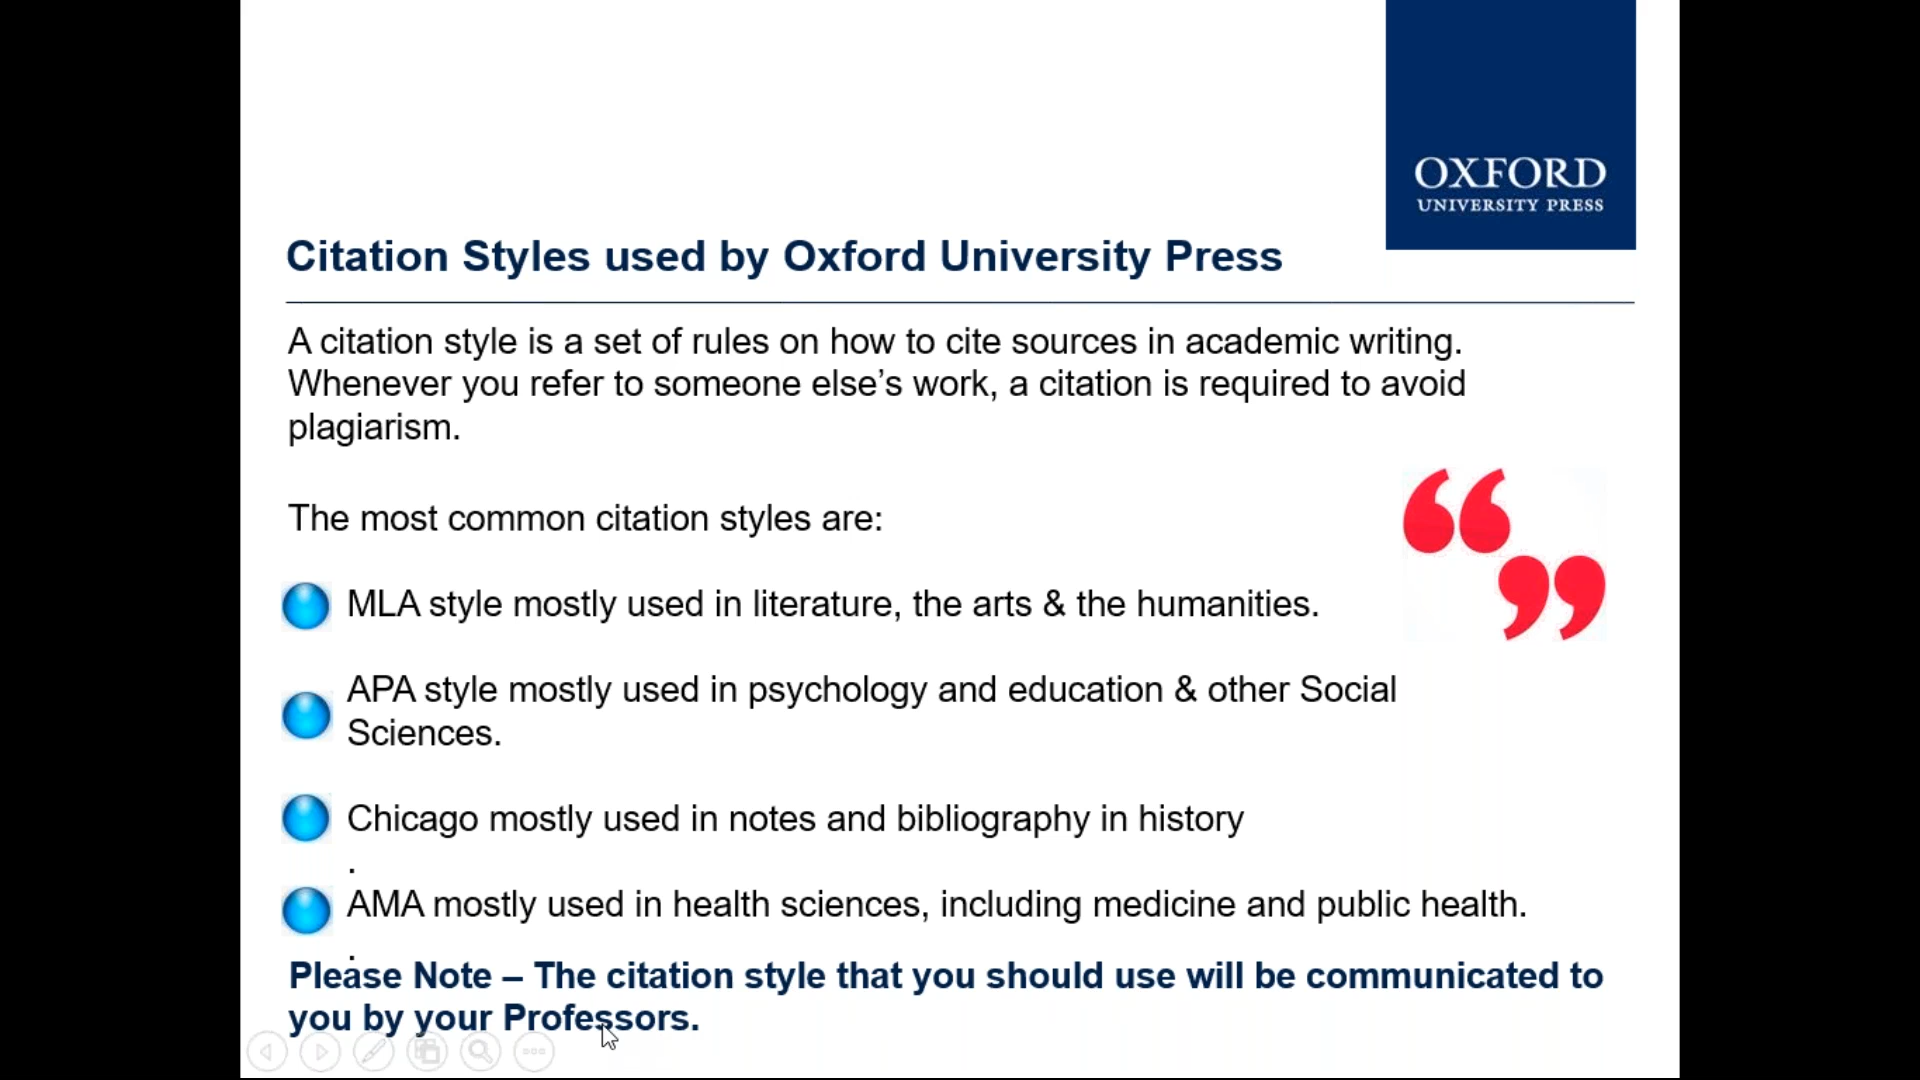 OXFORD
UNIVERSITY PRESS
Citation Styles used by Oxford University Press
A citation style is a set of rules on how to cite sources in academic writing.
Whenever you refer to someone else’s work, a citation is required to avoid
plagiarism.
The most common citation styles are:
MLA style mostly used in literature, the arts & the humanities.
APA style mostly used in psychology and education & other Social
Sciences.
Chicago mostly used in notes and bibliography in history
.
AMA mostly used in health sciences, including medicine and public health.
.
Please Note – The citation style that you should use will be communicated to
you by your Professors.